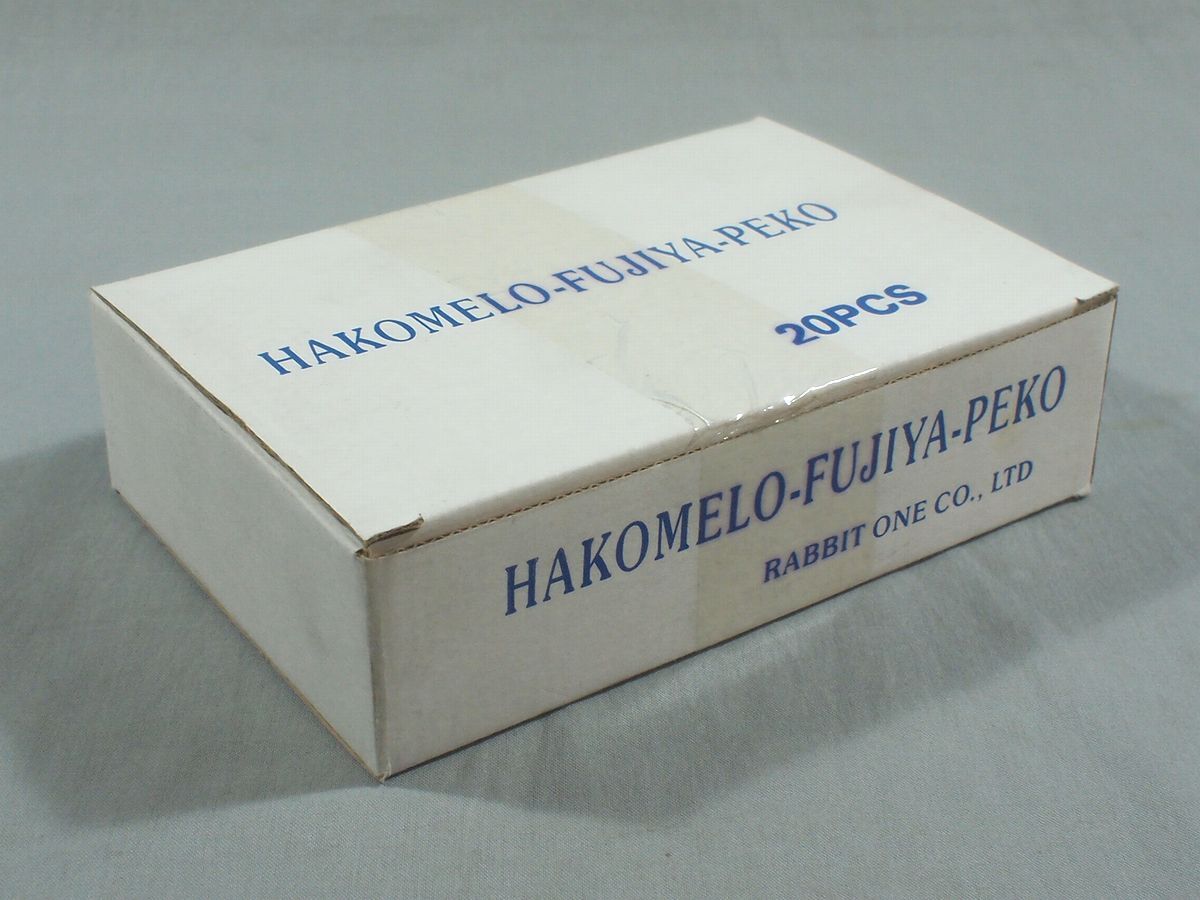 HAKOMELO-FUJIYA-PEKO
20PCS
HAKOMELO-FUJIYA-PEKO
RABBIT ONE CO., LTD